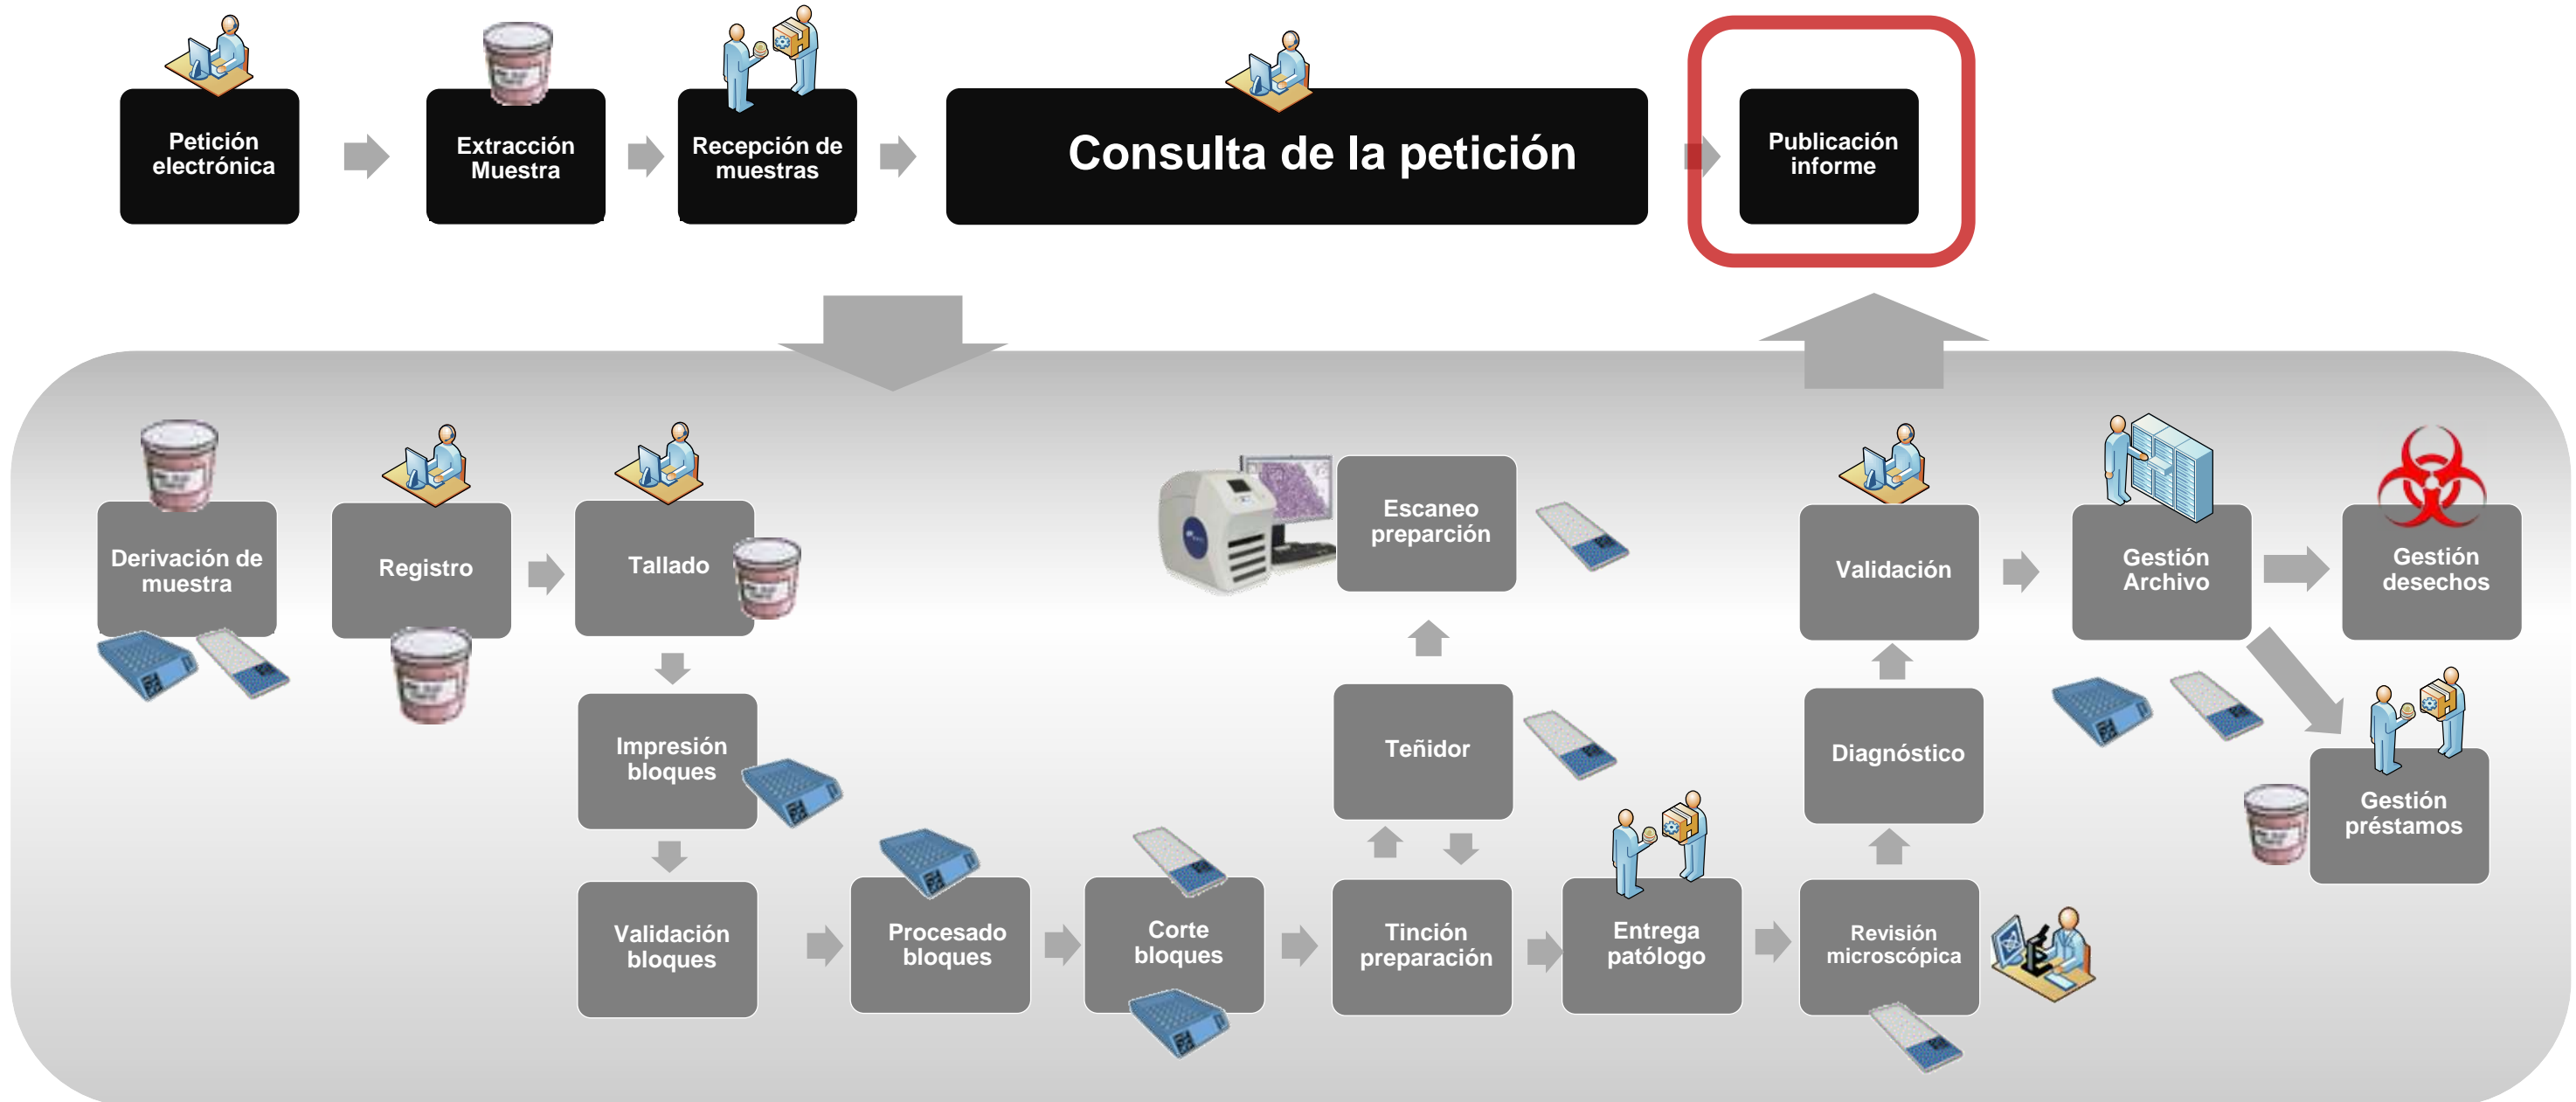 Petición
electrónica
Extracción
Muestra
Recepción de
muestras
Consulta de la petición
Publicación
informe
Derivación de
muestra
Registro
Tallado
Escaneo
preparción
Validación
Gestión
Archivo
Gestión
desechos
Impresión
bloques
Teñidor
Diagnóstico
Gestión
préstamos
Validación
bloques
Procesado
bloques
Corte
bloques
Tinción
preparación
Entrega
patólogo
Revisión
microscópica